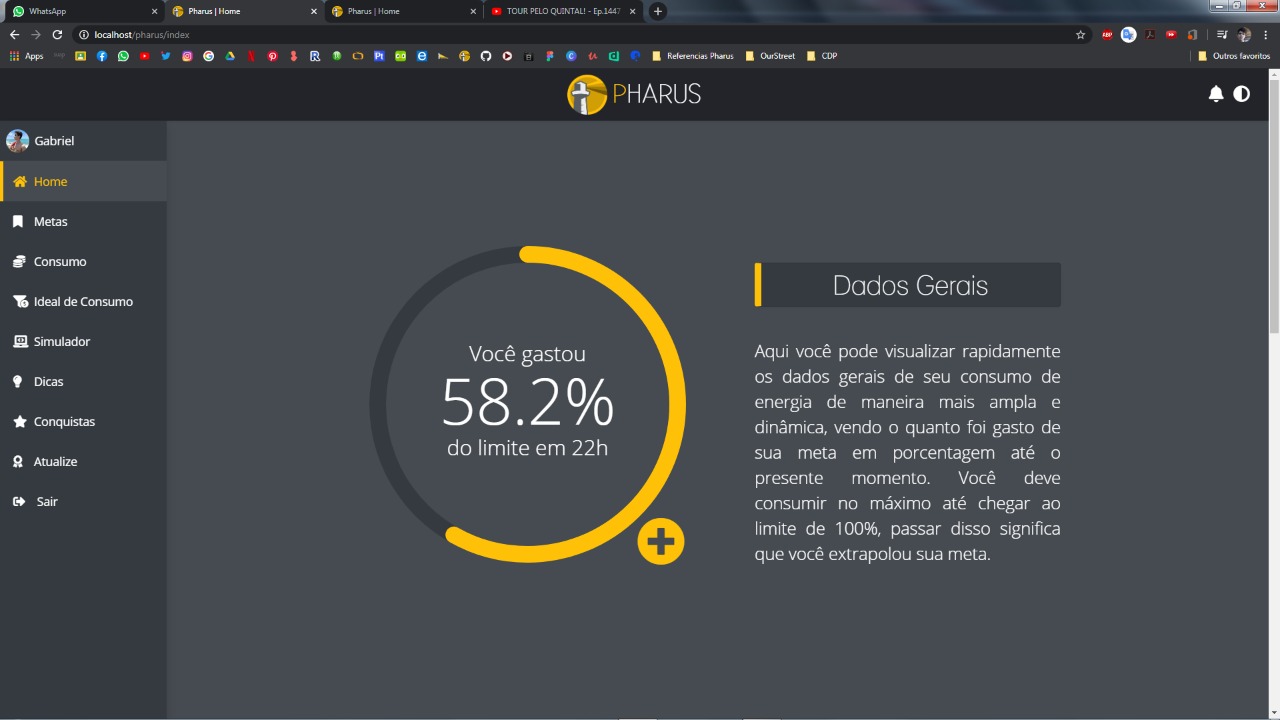 WhatsApp
Pharus | Home
Pharus | Home
TOUR PELO QUINTAL! - Ep.1447
localhost/pharus/index
ABP
Apps
Referencias Pharus
OurStreet
CDP
Outros favoritos
PHARUS
Gabriel
Home
Metas
Consumo
Ideal de Consumo
Simulador
Dicas
Conquistas
Atualize
Sair
Você gastou
58.2%
do limite em 22h
Dados Gerais
Aqui você pode visualizar rapidamente
os dados gerais de seu consumo de
energia de maneira mais ampla e
dinâmica, vendo o quanto foi gasto de
sua meta em porcentagem até o
presente momento. Você deve
consumir no máximo até chegar ao
limite de 100%, passar disso significa
que você extrapolou sua meta.